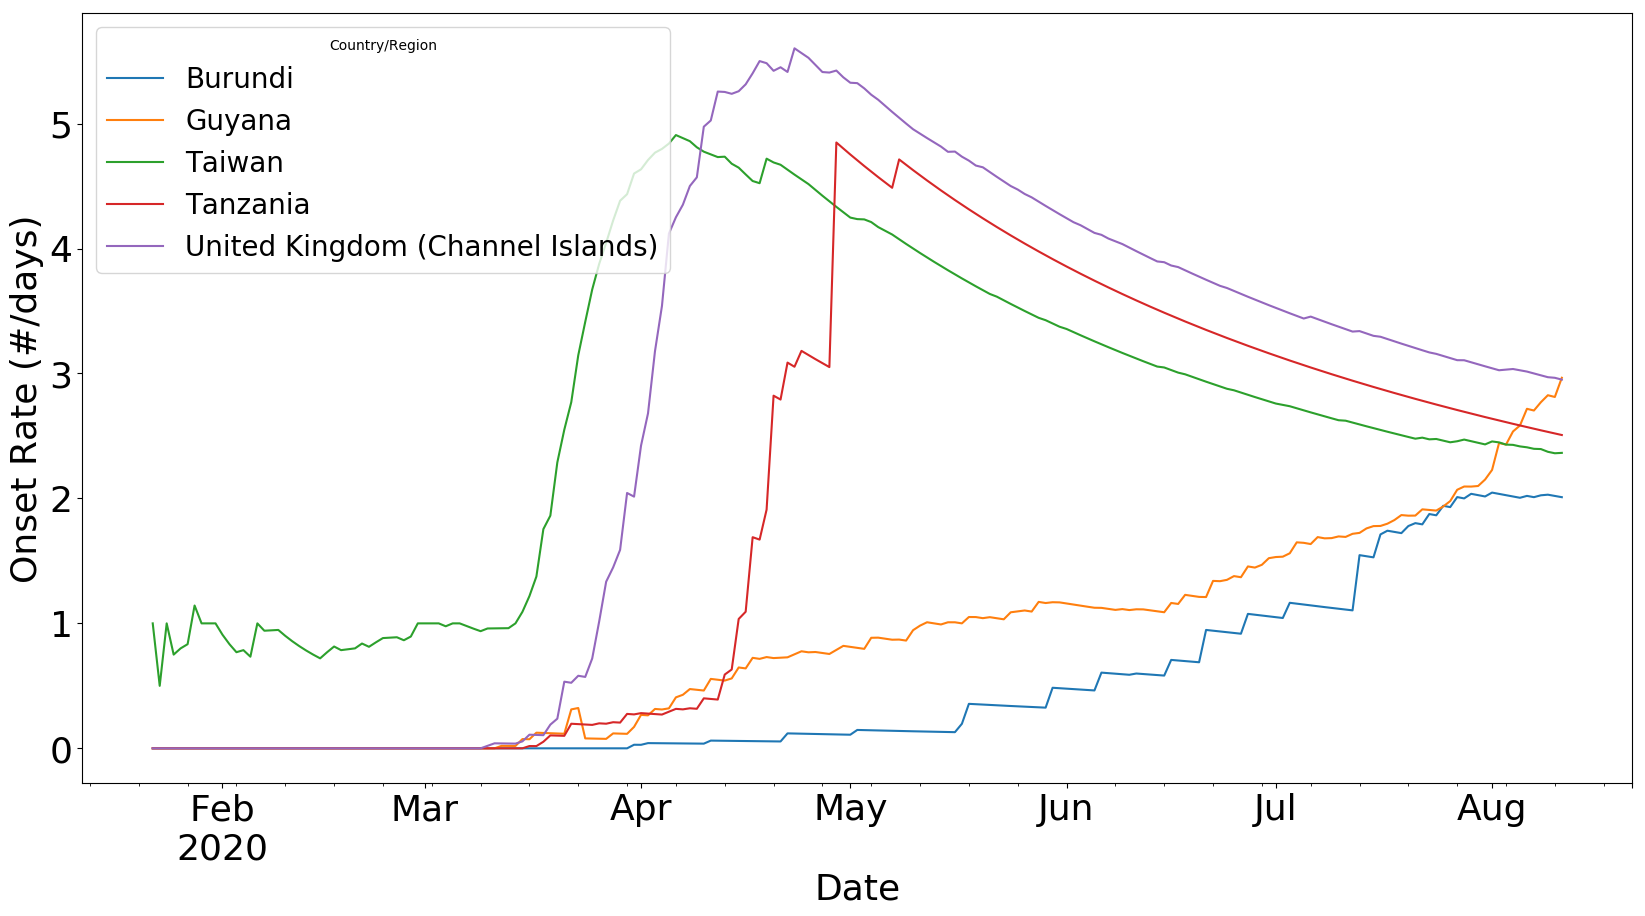 Country/Region
Burundi
Guyana
Taiwan
Tanzania
United Kingdom (Channel Islands)
Onset Rate (#/days)
5
4
3
2
1
0
Feb Mar Apr May Jun Jul Aug
2020
Date